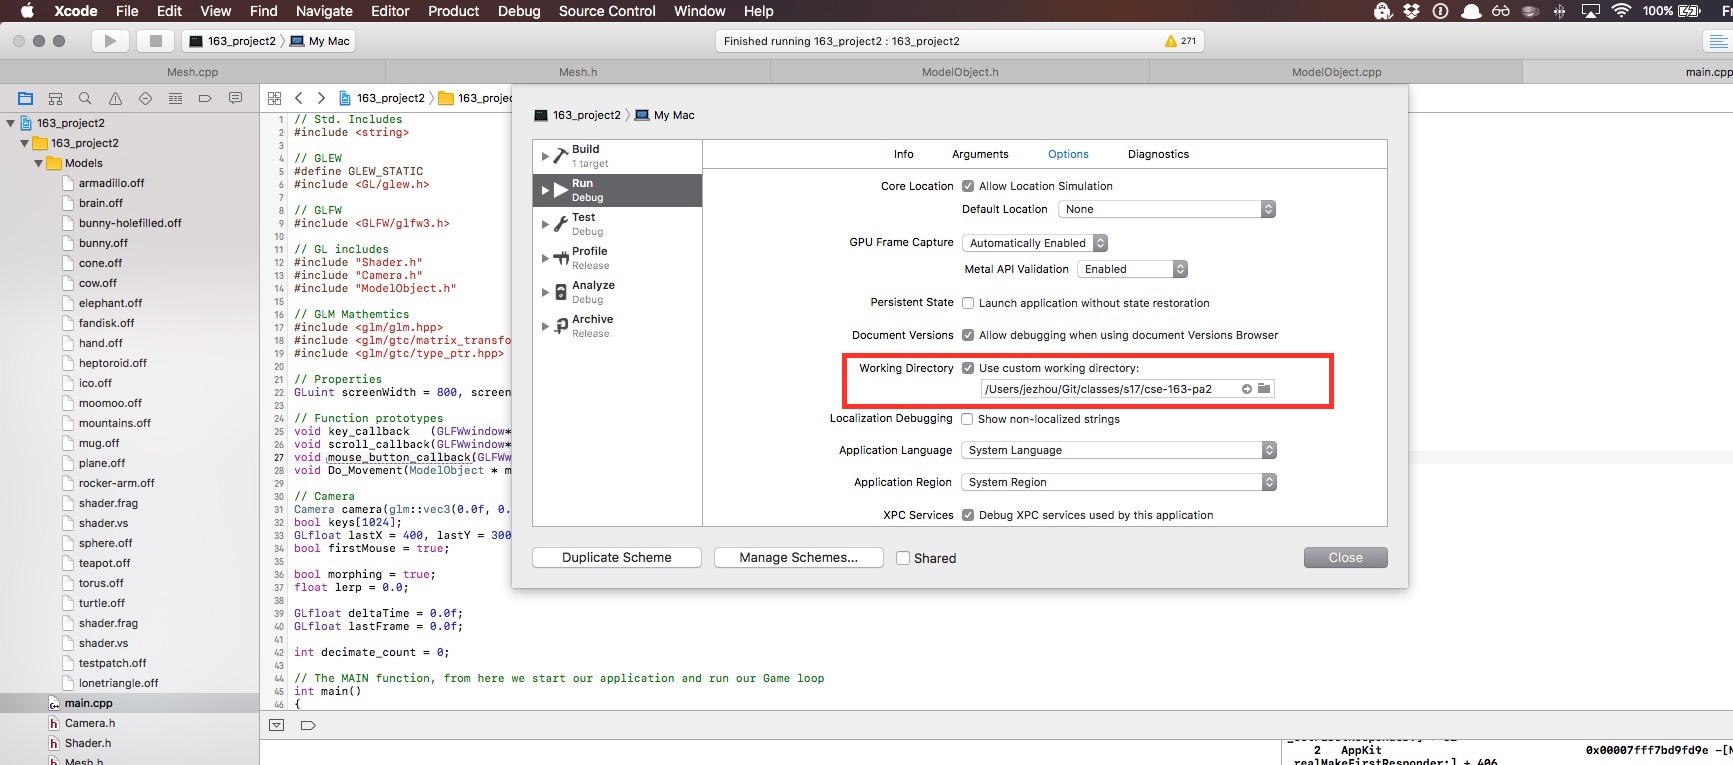 Xcode File Edit View Find Navigate Editor Product Debug Source Control Window Help 100%
163_project2 My Mac
Finished running 163_project2 : 163_project2 271
Mesh.cpp Mesh.h ModelObject.h ModelObject.cpp main.cpp
163_project2
163_project2
Models
armadillo.off
brain.off
bunny-holefilled.off
bunny.off
cone.off
cow.off
elephant.off
fandisk.off
hand.off
heptoroid.off
ico.off
moomoo.off
mountains.off
mug.off
plane.off
rocker-arm.off
shader.frag
shader.vs
sphere.off
teapot.off
torus.off
turtle.off
shader.frag
shader.vs
testpatch.off
lonetriangle.off
main.cpp
Camera.h
Shader.h
Mesh.h
163_project2 163_projec
1 // Std. Includes
2 #include <string>
3
4 // GLEW
5 #define GLEW_STATIC
6 #include <GL/glew.h>
7
8 // GLFW
9 #include <GLFW/glfw3.h>
10
11 // GL includes
12 #include "Shader.h"
13 #include "Camera.h"
14 #include "ModelObject.h"
15
16 // GLM Mathemtics
17 #include <glm/glm.hpp>
18 #include <glm/gtc/matrix_transfo
19 #include <glm/gtc/type_ptr.hpp>
20
21 // Properties
22 GLuint screenWidth = 800, screen
23
24 // Function prototypes
25 void key_callback (GLFWwindow*
26 void scroll_callback(GLFWwindow*
27 void mouse_button_callback(GLFWw
28 void Do_Movement(ModelObject * m
29
30 // Camera
31 Camera camera(glm::vec3(0.0f, 0.
32 bool keys[1024];
33 GLfloat lastX = 400, lastY = 300
34 bool firstMouse = true;
35
36 bool morphing = true;
37 float lerp = 0.0;
38
39 GLfloat deltaTime = 0.0f;
40 GLfloat lastFrame = 0.0f;
41
42 int decimate_count = 0;
43
44 // The MAIN function, from here we start our application and run our Game loop
45 int main()
46 {
163_project2 My Mac
Build
1 target
Run
Debug
Test
Debug
Profile
Release
Analyze
Debug
Archive
Release
Info Arguments Options Diagnostics
Core Location Allow Location Simulation
Default Location None
GPU Frame Capture Automatically Enabled
Metal API Validation Enabled
Persistent State Launch application without state restoration
Document Versions Allow debugging when using document Versions Browser
Working Directory Use custom working directory:
/Users/jezhou/Git/classes/s17/cse-163-pa2
Localization Debugging Show non-localized strings
Application Language System Language
Application Region System Region
XPC Services Debug XPC services used by this application
Duplicate Scheme Manage Schemes... Shared Close
2 AppKit 0x00007fff7bd9fd9e -[N
_realMakeFirstResponder:] + 406